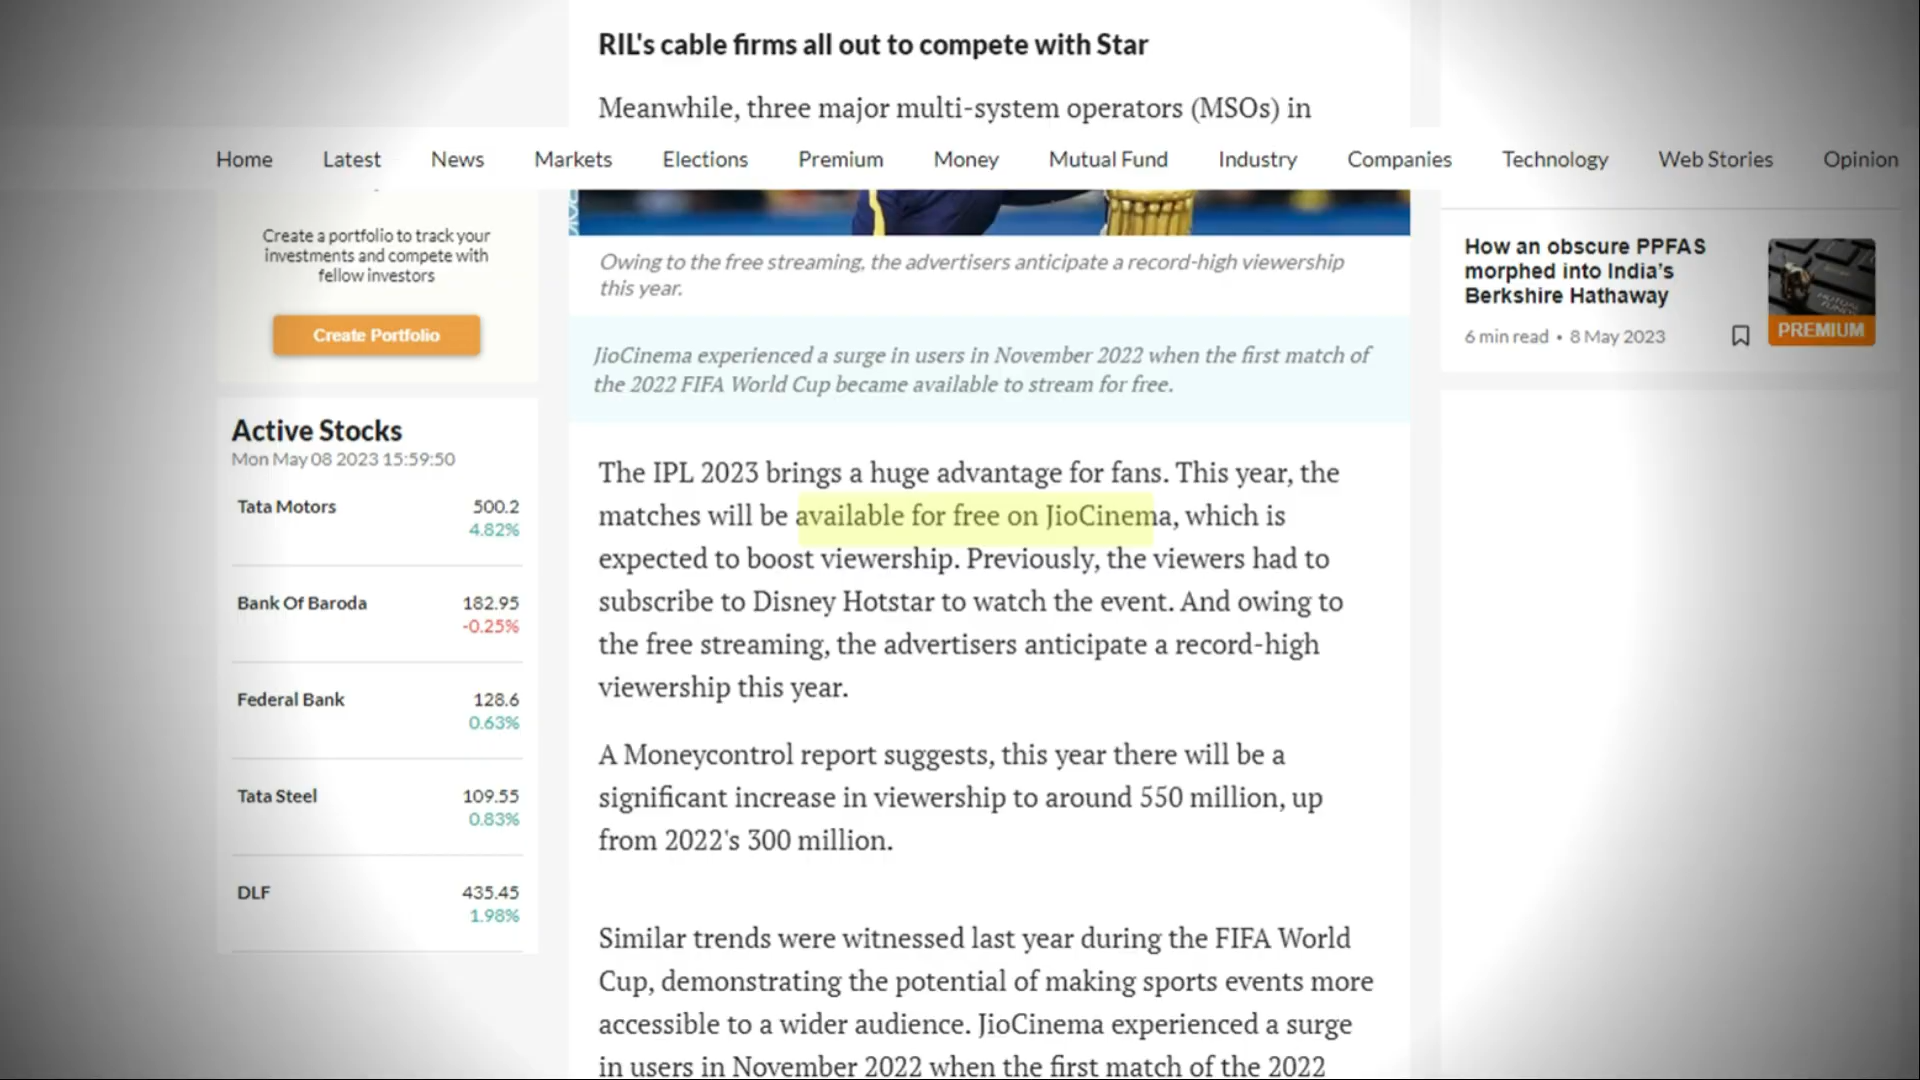 RIL's cable firms all out to compete with Star
Meanwhile, three major multi-system operators (MSOs) in
Home Latest News Markets Elections Premium Money Mutual Fund Industry Companies Technology Web Stories Opinion
Create a portfolio to track your
investments and compete with
fellow investors
Create Portfolio
Active Stocks
Mon May 08 2023 15:59:50
Tata Motors 500.2
4.82%
Bank Of Baroda 182.95
-0.25%
Federal Bank 128.6
0.63%
Tata Steel 109.55
0.83%
DLF 435.45
1.98%
Owing to the free streaming, the advertisers anticipate a record-high viewership
this year.
JioCinema experienced a surge in users in November 2022 when the first match of
the 2022 FIFA World Cup became available to stream for free.
The IPL 2023 brings a huge advantage for fans. This year, the
matches will be available for free on JioCinema, which is
expected to boost viewership. Previously, the viewers had to
subscribe to Disney Hotstar to watch the event. And owing to
the free streaming, the advertisers anticipate a record-high
viewership this year.
A Moneycontrol report suggests, this year there will be a
significant increase in viewership to around 550 million, up
from 2022's 300 million.
Similar trends were witnessed last year during the FIFA World
Cup, demonstrating the potential of making sports events more
accessible to a wider audience. JioCinema experienced a surge
in users in November 2022 when the first match of the 2022
How an obscure PPFAS
morphed into India's
Berkshire Hathaway
6 min read • 8 May 2023
PREMIUM